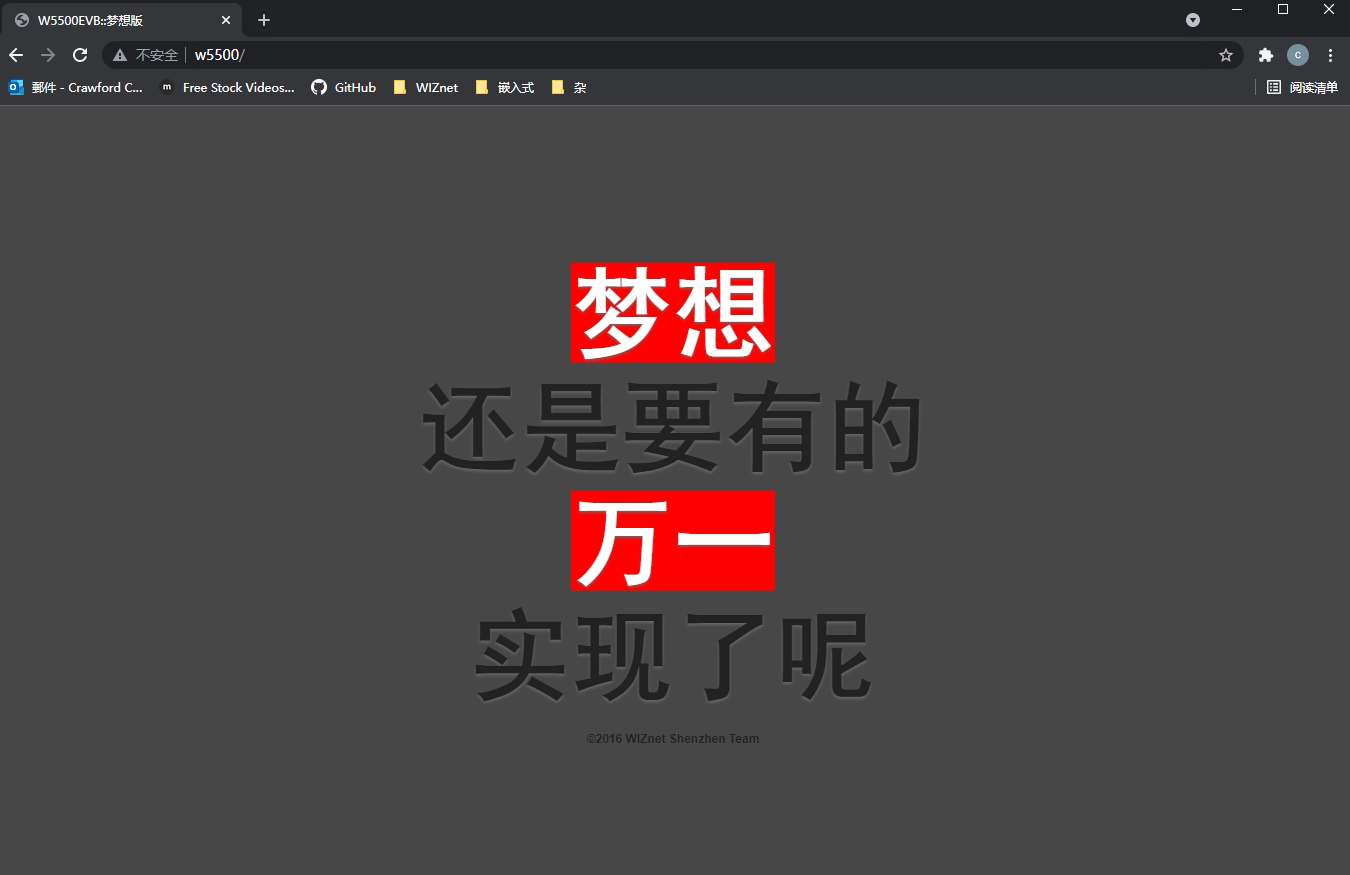 W5500EVB::梦想版
不安全 w5500/
郵件 - Crawford C... m Free Stock Videos... GitHub WIZnet 嵌入式 杂 阅读清单
C
梦想
还是要有的
万一
实现了呢
©2016 WIZnet Shenzhen Team